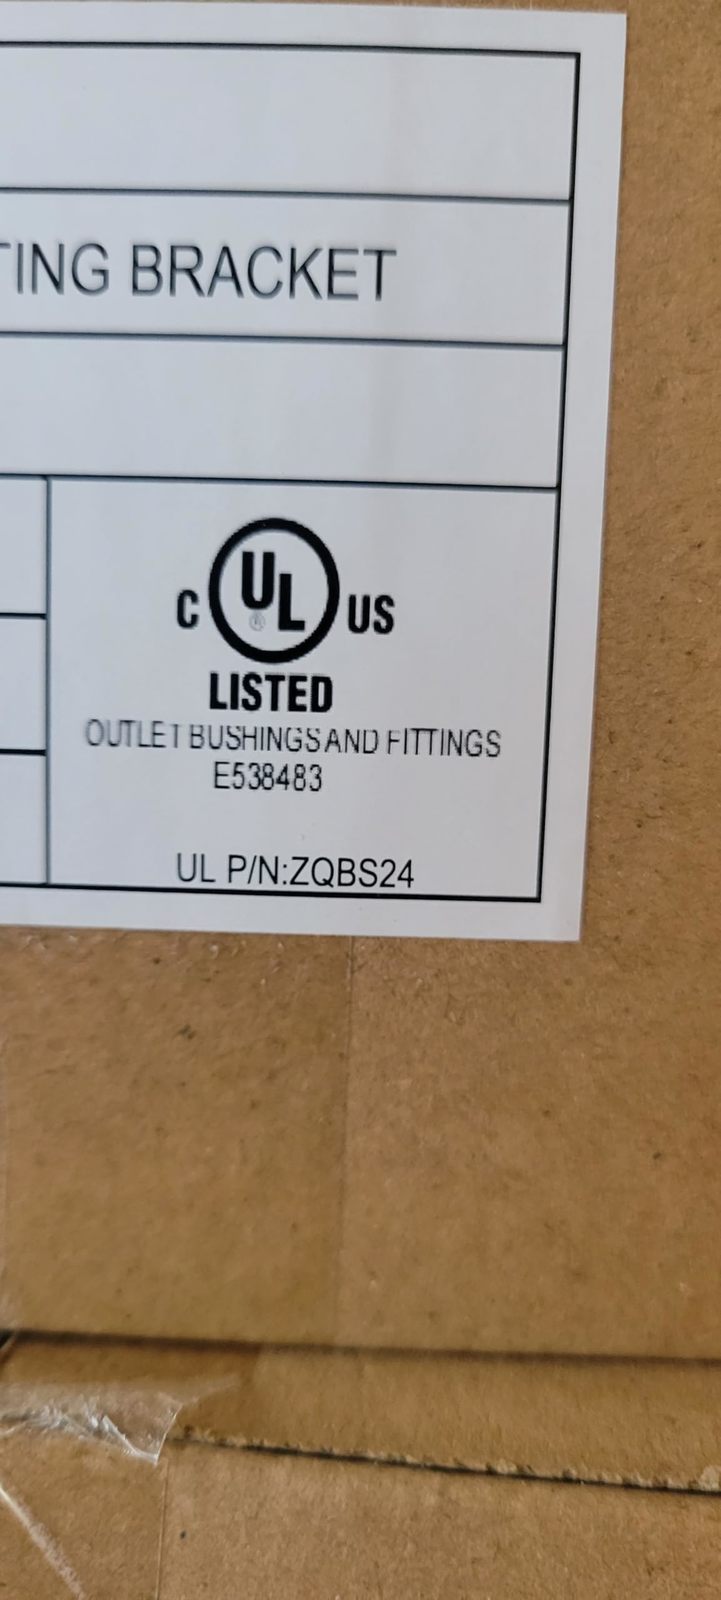 TING BRACKET
C UL US
LISTED
OUTLET BUSHINGS AND FITTINGS
E538483
UL P/N:ZQBS24